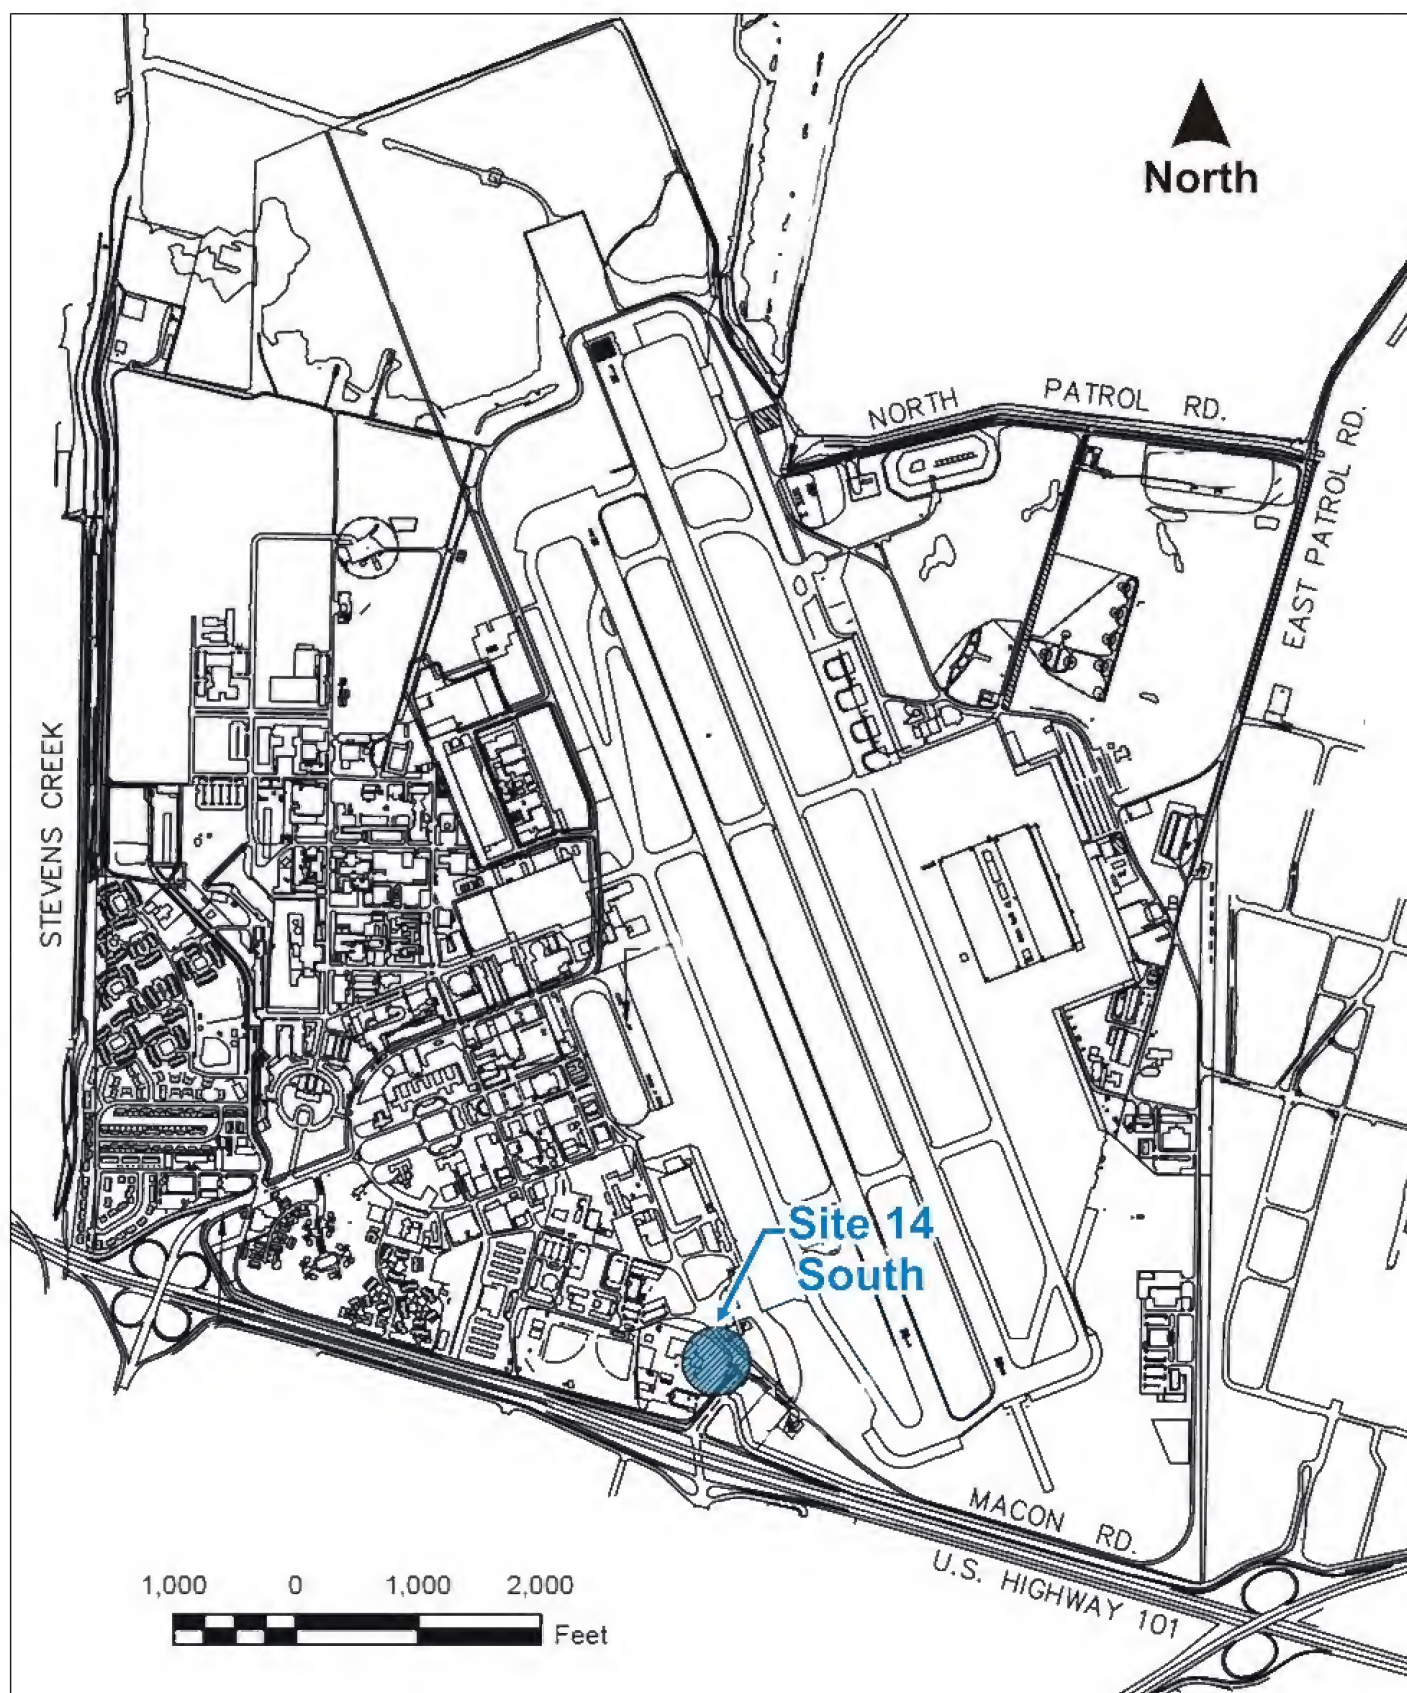 North
NORTH PATROL RD.
EAST PATROL RD.
STEVENS CREEK
Site 14
South
MACON RD.
U.S. HIGHWAY 101
1,000 0 1,000 2,000
Feet